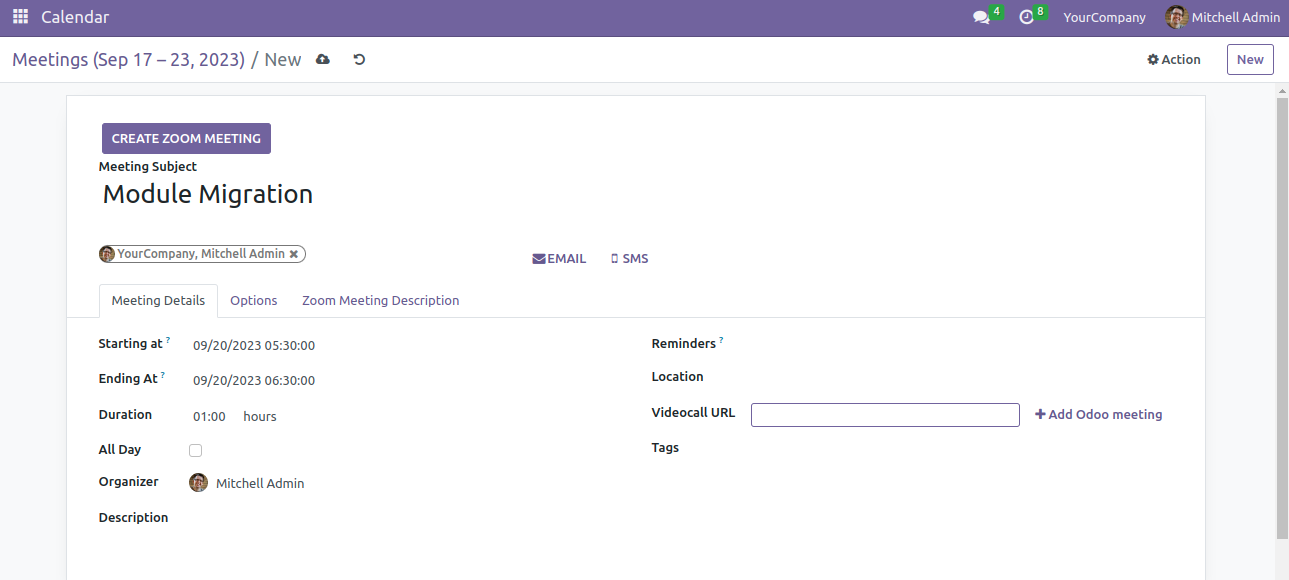 Calendar 4 8 YourCompany Mitchell Admin
Meetings (Sep 17 – 23, 2023) / New Action New
CREATE ZOOM MEETING
Meeting Subject
Module Migration
YourCompany, Mitchell Admin EMAIL SMS
Meeting Details Options Zoom Meeting Description
Starting at ? 09/20/2023 05:30:00 Reminders ?
Ending At ? 09/20/2023 06:30:00 Location
Duration 01:00 hours Videocall URL + Add Odoo meeting
All Day Tags
Organizer Mitchell Admin
Description